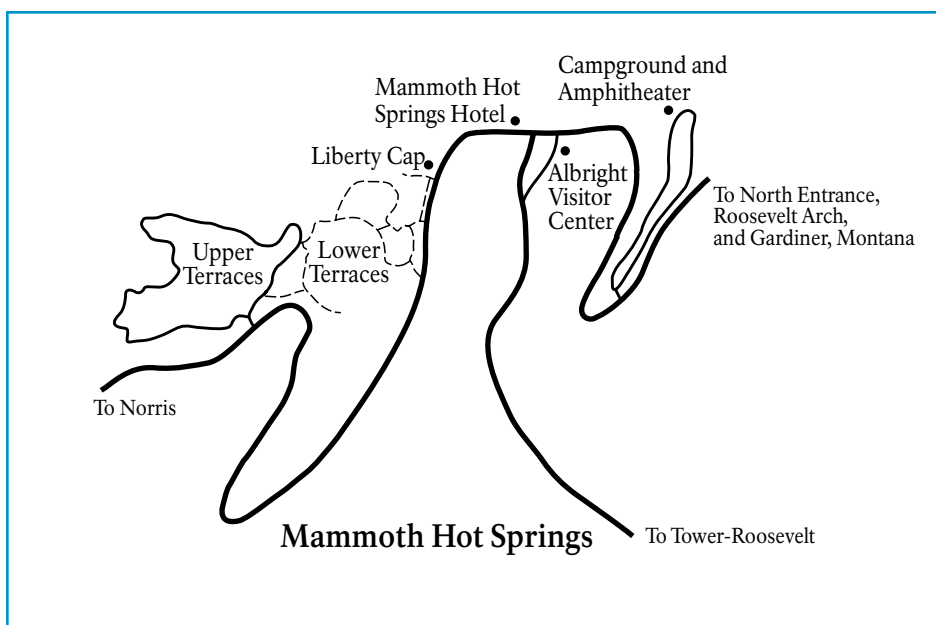 Campground and
Amphitheater
Mammoth Hot
Springs Hotel
Liberty Cap
Albright
Visitor
Center
To North Entrance,
Roosevelt Arch,
and Gardiner, Montana
Upper
Terraces
Lower
Terraces
To Norris
Mammoth Hot Springs
To Tower-Roosevelt